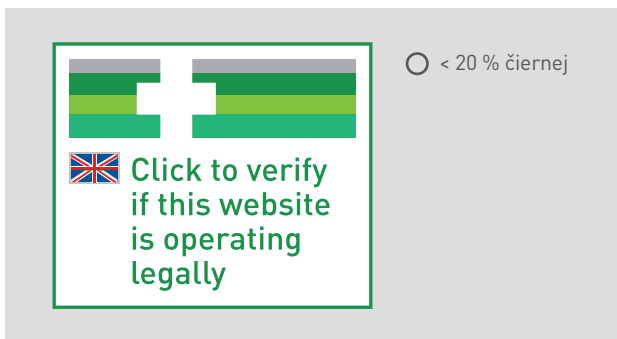 < 20 % čiernej
Click to verify
if this website
is operating
legally